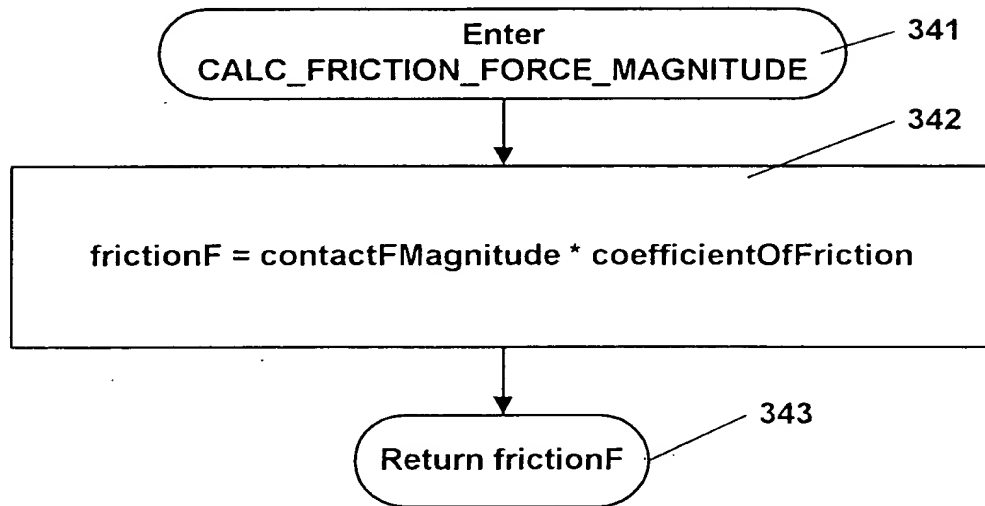 Enter
CALC_FRICTION_FORCE_MAGNITUDE
341
342
frictionF = contactFMagnitude * coefficientOfFriction
343
Return frictionF